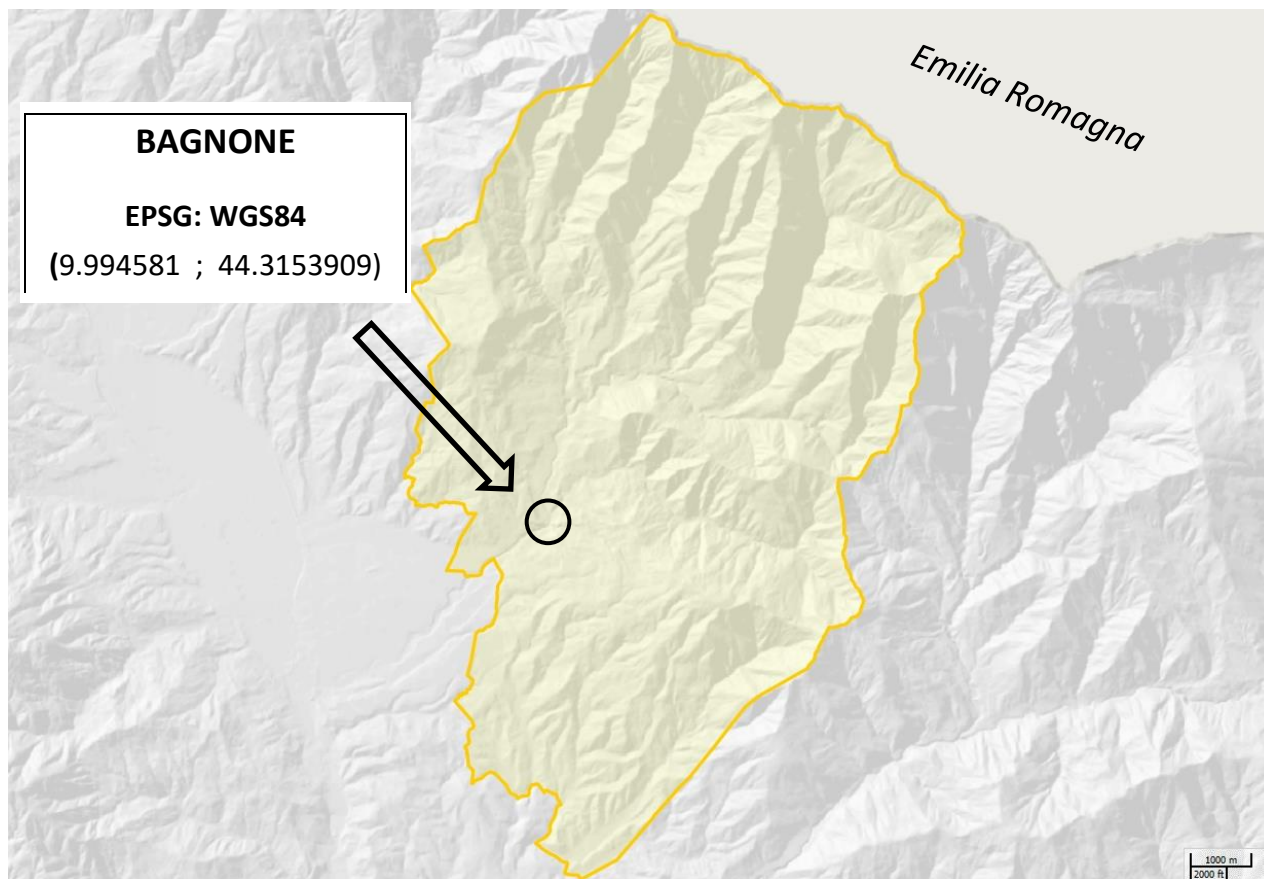 Emilia Romagna
BAGNONE
EPSG: WGS84
(9.994581 ; 44.3153909)
1000 m
2000 ft